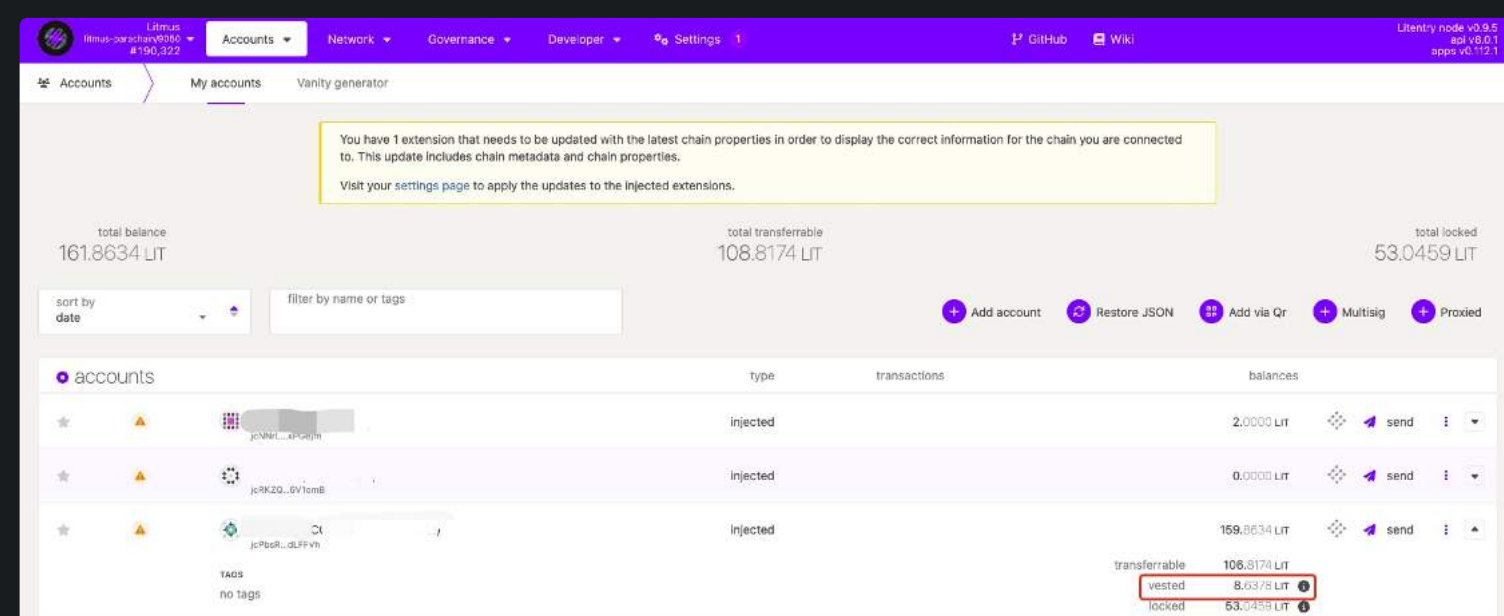 Litmus
litmus-parachain/9060
#190,322
Accounts
Network
Governance
Developer
Settings 1
GitHub
Wiki
Litentry node v0.9.5
api v8.0.1
apps v0.112.1
Accounts
My accounts
Vanity generator
You have 1 extension that needs to be updated with the latest chain properties in order to display the correct information for the chain you are connected
to. This update includes chain metadata and chain properties.
Visit your settings page to apply the updates to the injected extensions.
total balance
161.8634 LIT
total transferrable
108.8174 LIT
total locked
53.0459 LIT
sort by
date
filter by name or tags
Add account
Restore JSON
Add via Qr
Multisig
Proxied
accounts
type
transactions
balances
injected
2.0000 LIT
send
jcRKZQ...6V1cmB
injected
0.0000 LIT
send
jcPbsR...dLFFVh
injected
159.8634 LIT
send
TAGS
no tags
transferrable 106.8174 LIT
vested 8.6378 LIT
locked 53.0459 LIT